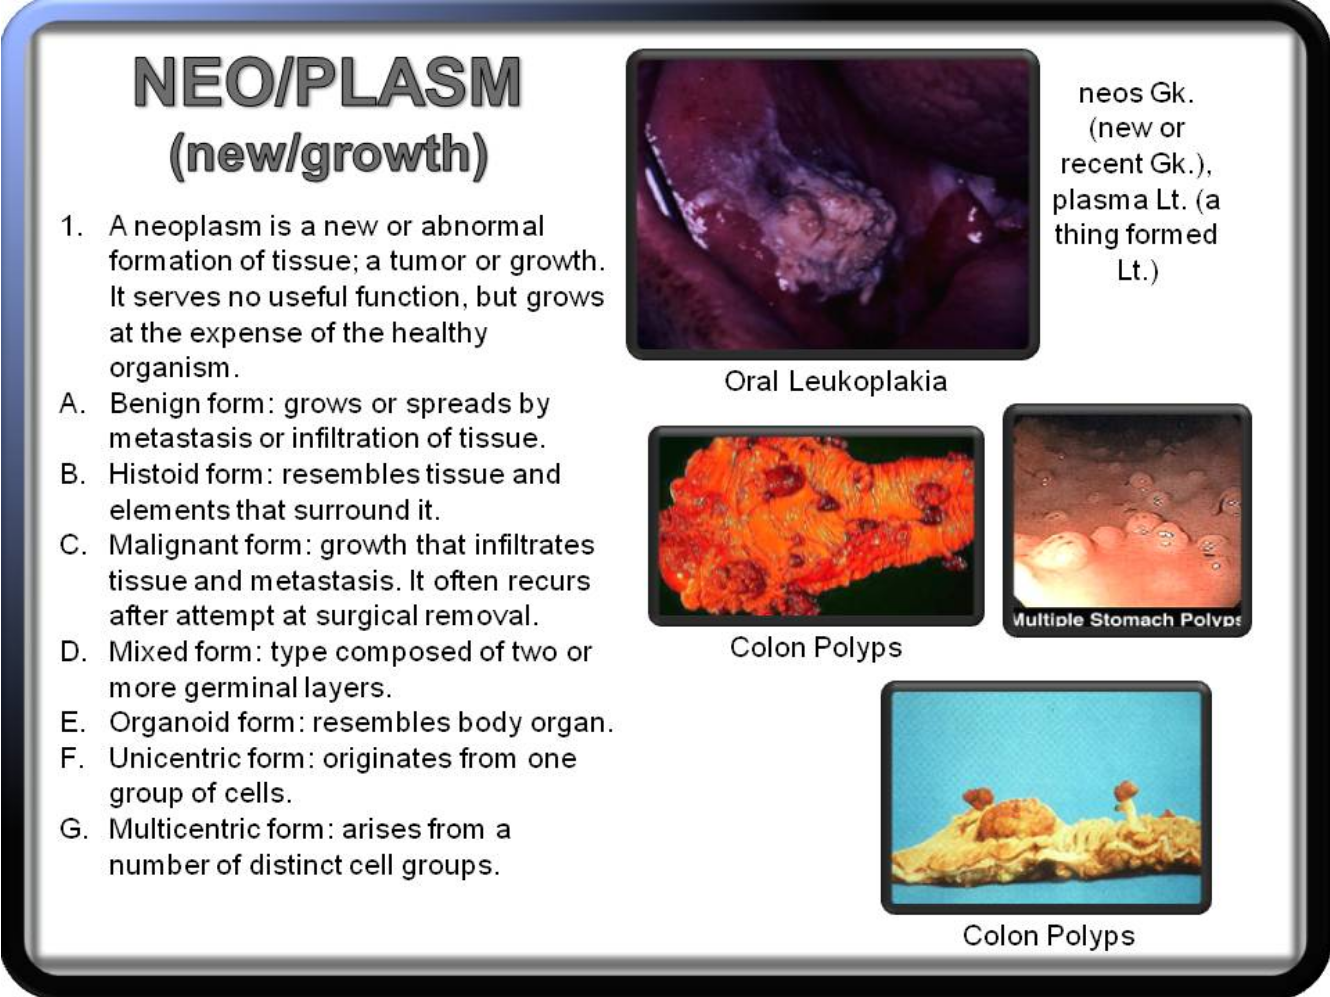 NEO/PLASM
(new/growth)
1. A neoplasm is a new or abnormal
formation of tissue; a tumor or growth.
It serves no useful function, but grows
at the expense of the healthy
organism.
A. Benign form: grows or spreads by
metastasis or infiltration of tissue.
B. Histoid form: resembles tissue and
elements that surround it.
C. Malignant form: growth that infiltrates
tissue and metastasis. It often recurs
after attempt at surgical removal.
D. Mixed form: type composed of two or
more germinal layers.
E. Organoid form: resembles body organ.
F. Unicentric form: originates from one
group of cells.
G. Multicentric form: arises from a
number of distinct cell groups.
neos Gk.
(new or
recent Gk.),
plasma Lt. (a
thing formed
Lt.)
Oral Leukoplakia
Colon Polyps
Multiple Stomach Polyps
Colon Polyps